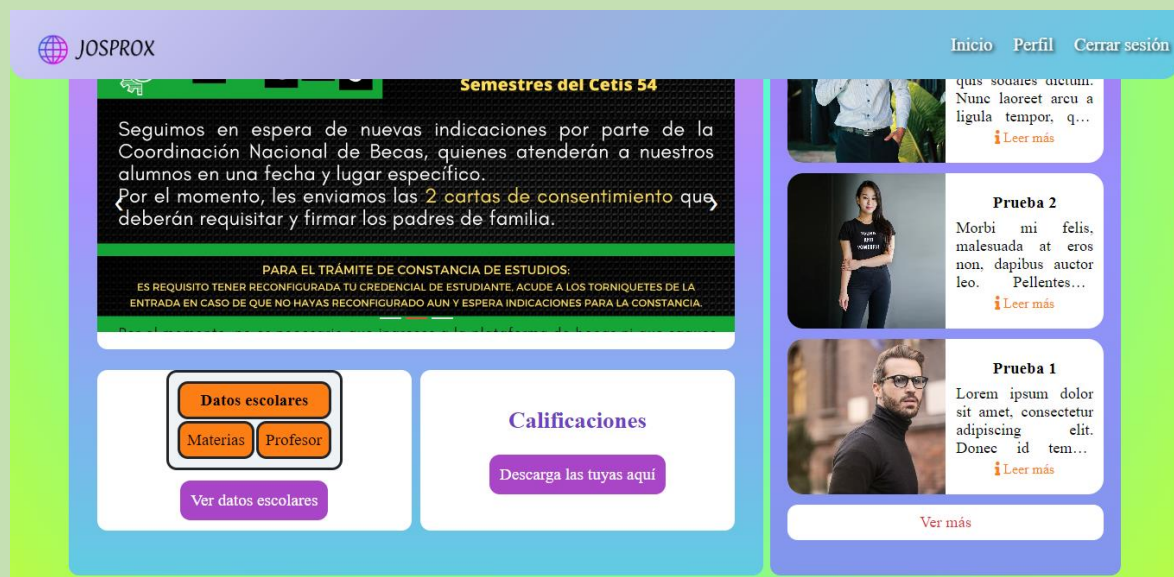 JOSPROX
Inicio Perfil Cerrar sesión
Semestres del Cetis 54
Seguimos en espera de nuevas indicaciones por parte de la
Coordinación Nacional de Becas, quienes atenderán a nuestros
alumnos en una fecha y lugar específico.
Por el momento, les enviamos las 2 cartas de consentimiento que
deberán requisitar y firmar los padres de familia.
PARA EL TRÁMITE DE CONSTANCIA DE ESTUDIOS:
ES REQUISITO TENER RECONFIGURADA TU CREDENCIAL DE ESTUDIANTE, ACUDE A LOS TORNIQUETES DE LA
ENTRADA EN CASO DE QUE NO HAYAS RECONFIGURADO AUN Y ESPERA INDICACIONES PARA LA CONSTANCIA.
Datos escolares
Materias Profesor
Ver datos escolares
Calificaciones
Descarga las tuyas aquí
quis sodales dictum.
Nunc laoreet arcu a
ligula tempor, q...
Leer más
Prueba 2
Morbi mi felis,
malesuada at eros
non, dapibus auctor
leo. Pellentes...
Leer más
Prueba 1
Lorem ipsum dolor
sit amet, consectetur
adipiscing elit.
Donec id tem...
Leer más
Ver más